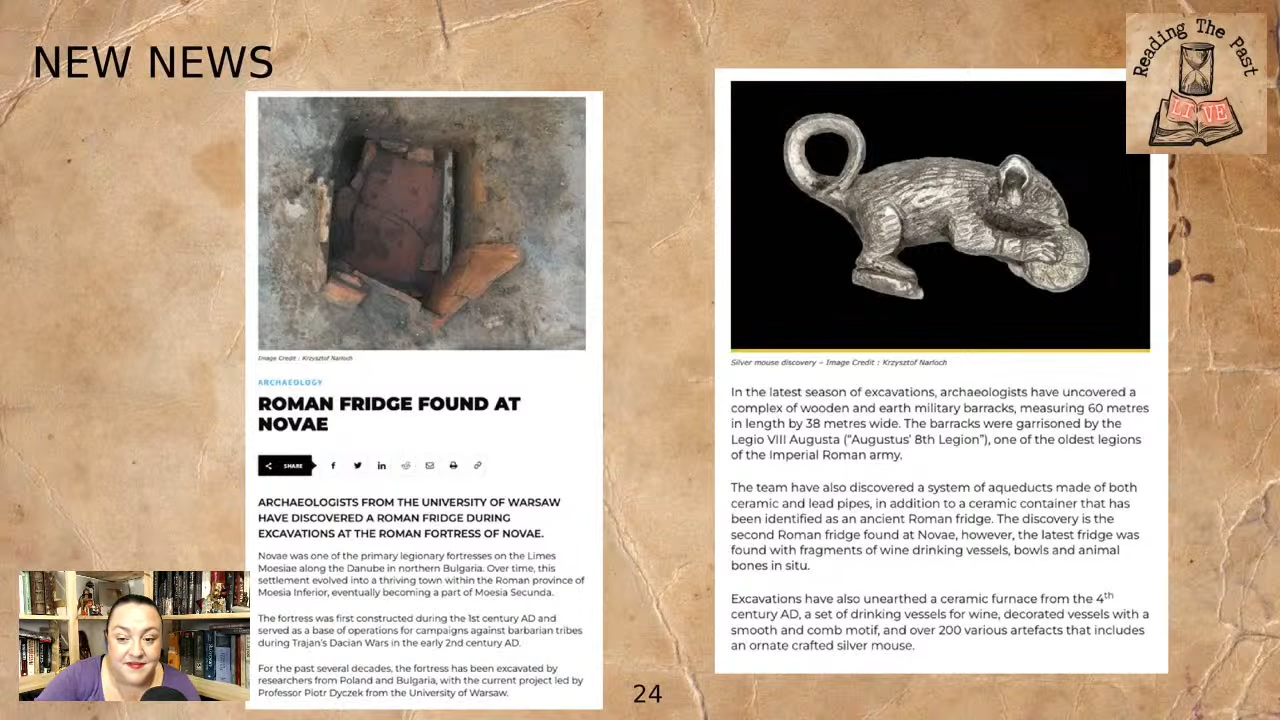 NEW NEWS
Reading The Past
LIVE
Image Credit : Krzysztof Narloch
ARCHAEOLOGY
ROMAN FRIDGE FOUND AT
NOVAE
SHARE
ARCHAEOLOGISTS FROM THE UNIVERSITY OF WARSAW
HAVE DISCOVERED A ROMAN FRIDGE DURING
EXCAVATIONS AT THE ROMAN FORTRESS OF NOVAE.
Novae was one of the primary legionary fortresses on the Limes
Moesiae along the Danube in northern Bulgaria. Over time, this
settlement evolved into a thriving town within the Roman province of
Moesia Inferior, eventually becoming a part of Moesia Secunda.
The fortress was first constructed during the 1st century AD and
served as a base of operations for campaigns against barbarian tribes
during Trajan's Dacian Wars in the early 2nd century AD.
For the past several decades, the fortress has been excavated by
researchers from Poland and Bulgaria, with the current project led by
Professor Piotr Dyczek from the University of Warsaw.
Silver mouse discovery – Image Credit : Krzysztof Narloch
In the latest season of excavations, archaeologists have uncovered a
complex of wooden and earth military barracks, measuring 60 metres
in length by 38 metres wide. The barracks were garrisoned by the
Legio VIII Augusta ("Augustus' 8th Legion"), one of the oldest legions
of the Imperial Roman army.
The team have also discovered a system of aqueducts made of both
ceramic and lead pipes, in addition to a ceramic container that has
been identified as an ancient Roman fridge. The discovery is the
second Roman fridge found at Novae, however, the latest fridge was
found with fragments of wine drinking vessels, bowls and animal
bones in situ.
Excavations have also unearthed a ceramic furnace from the 4th
century AD, a set of drinking vessels for wine, decorated vessels with a
smooth and comb motif, and over 200 various artefacts that includes
an ornate crafted silver mouse.
24